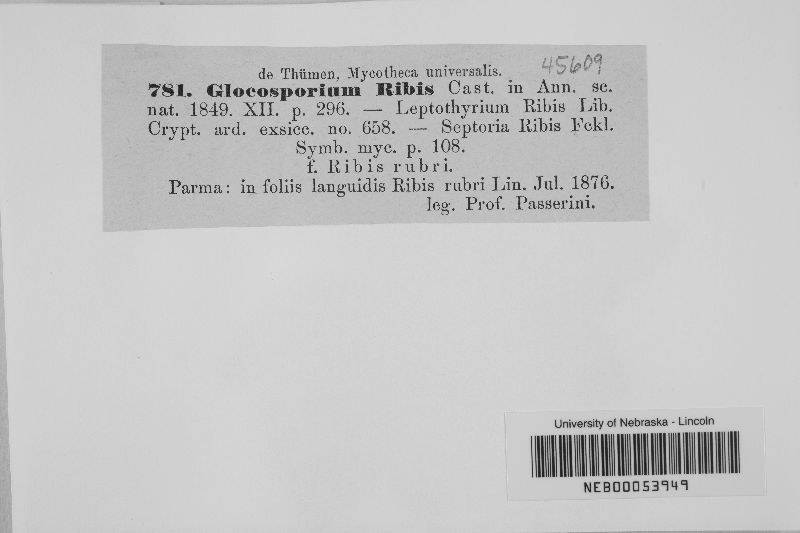 de Thümen, Mycotheca universalis. 45609
781. Gloeosporium Ribis Cast. in Ann. sc.
nat. 1849. XII. p. 296. — Leptothyrium Ribis Lib.
Crypt. ard. exsicc. no. 658. — Septoria Ribis Fckl.
Symb. myc. p. 108.
f. Ribis rubri.
Parma: in foliis languidis Ribis rubri Lin. Jul. 1876.
leg. Prof. Passerini.
University of Nebraska - Lincoln
NEB00053949